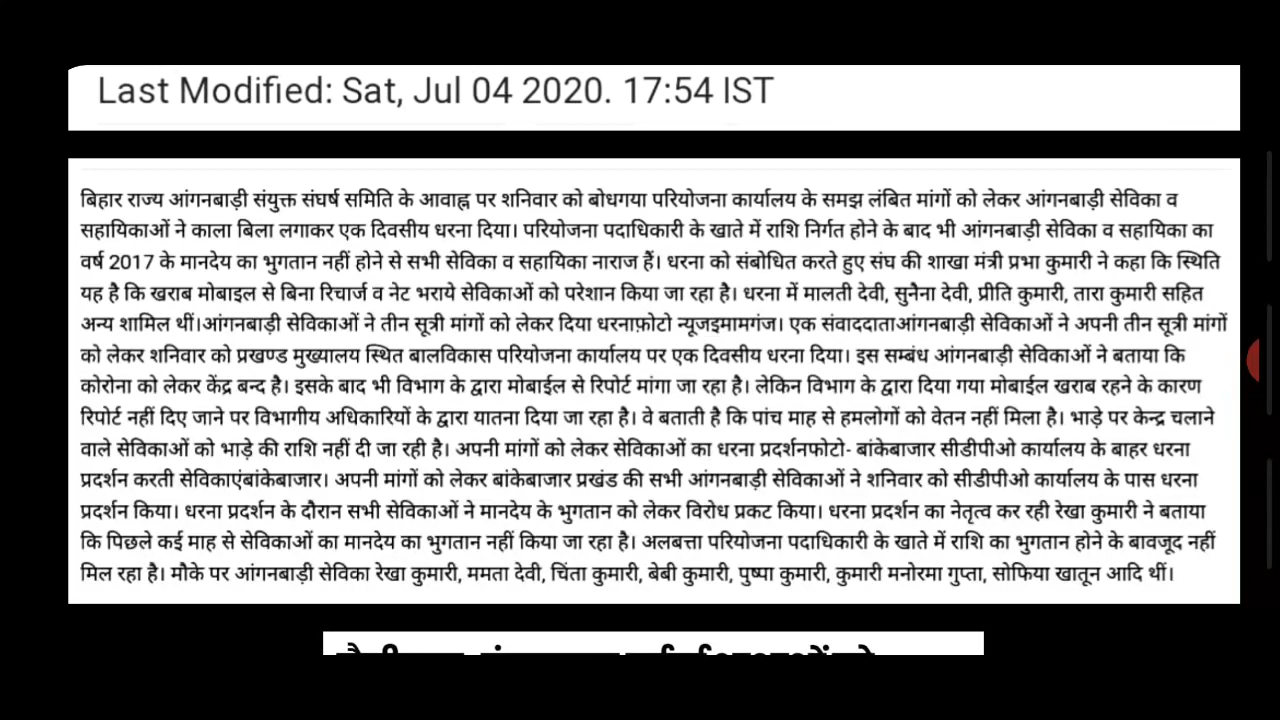 Last Modified: Sat, Jul 04 2020. 17:54 IST
बिहार राज्य आंगनबाड़ी संयुक्त संघर्ष समिति के आवाह्न पर शनिवार को बोधगया परियोजना कार्यालय के समझ लंबित मांगों को लेकर आंगनबाड़ी सेविका व
सहायिकाओं ने काला बिला लगाकर एक दिवसीय धरना दिया। परियोजना पदाधिकारी के खाते में राशि निर्गत होने के बाद भी आंगनबाड़ी सेविका व सहायिका का
वर्ष 2017 के मानदेय का भुगतान नहीं होने से सभी सेविका व सहायिका नाराज हैं। धरना को संबोधित करते हुए संघ की शाखा मंत्री प्रभा कुमारी ने कहा कि स्थिति
यह है कि खराब मोबाइल से बिना रिचार्ज व नेट भराये सेविकाओं को परेशान किया जा रहा है। धरना में मालती देवी, सुनैना देवी, प्रीति कुमारी, तारा कुमारी सहित
अन्य शामिल थीं।आंगनबाड़ी सेविकाओं ने तीन सूत्री मांगों को लेकर दिया धरनाफ़ोटो न्यूजइमामगंज। एक संवाददाताआंगनबाड़ी सेविकाओं ने अपनी तीन सूत्री मांगों
को लेकर शनिवार को प्रखण्ड मुख्यालय स्थित बालविकास परियोजना कार्यालय पर एक दिवसीय धरना दिया। इस सम्बंध आंगनबाड़ी सेविकाओं ने बताया कि
कोरोना को लेकर केंद्र बन्द है। इसके बाद भी विभाग के द्वारा मोबाईल से रिपोर्ट मांगा जा रहा है। लेकिन विभाग के द्वारा दिया गया मोबाईल खराब रहने के कारण
रिपोर्ट नहीं दिए जाने पर विभागीय अधिकारियों के द्वारा यातना दिया जा रहा है। वे बताती है कि पांच माह से हमलोगों को वेतन नहीं मिला है। भाड़े पर केन्द्र चलाने
वाले सेविकाओं को भाड़े की राशि नहीं दी जा रही है। अपनी मांगों को लेकर सेविकाओं का धरना प्रदर्शनफोटो- बांकेबाजार सीडीपीओ कार्यालय के बाहर धरना
प्रदर्शन करती सेविकाएंबांकेबाजार। अपनी मांगों को लेकर बांकेबाजार प्रखंड की सभी आंगनबाड़ी सेविकाओं ने शनिवार को सीडीपीओ कार्यालय के पास धरना
प्रदर्शन किया। धरना प्रदर्शन के दौरान सभी सेविकाओं ने मानदेय के भुगतान को लेकर विरोध प्रकट किया। धरना प्रदर्शन का नेतृत्व कर रही रेखा कुमारी ने बताया
कि पिछले कई माह से सेविकाओं का मानदेय का भुगतान नहीं किया जा रहा है। अलबत्ता परियोजना पदाधिकारी के खाते में राशि का भुगतान होने के बावजूद नहीं
मिल रहा है। मौके पर आंगनबाड़ी सेविका रेखा कुमारी, ममता देवी, चिंता कुमारी, बेबी कुमारी, पुष्पा कुमारी, कुमारी मनोरमा गुप्ता, सोफिया खातून आदि थीं।